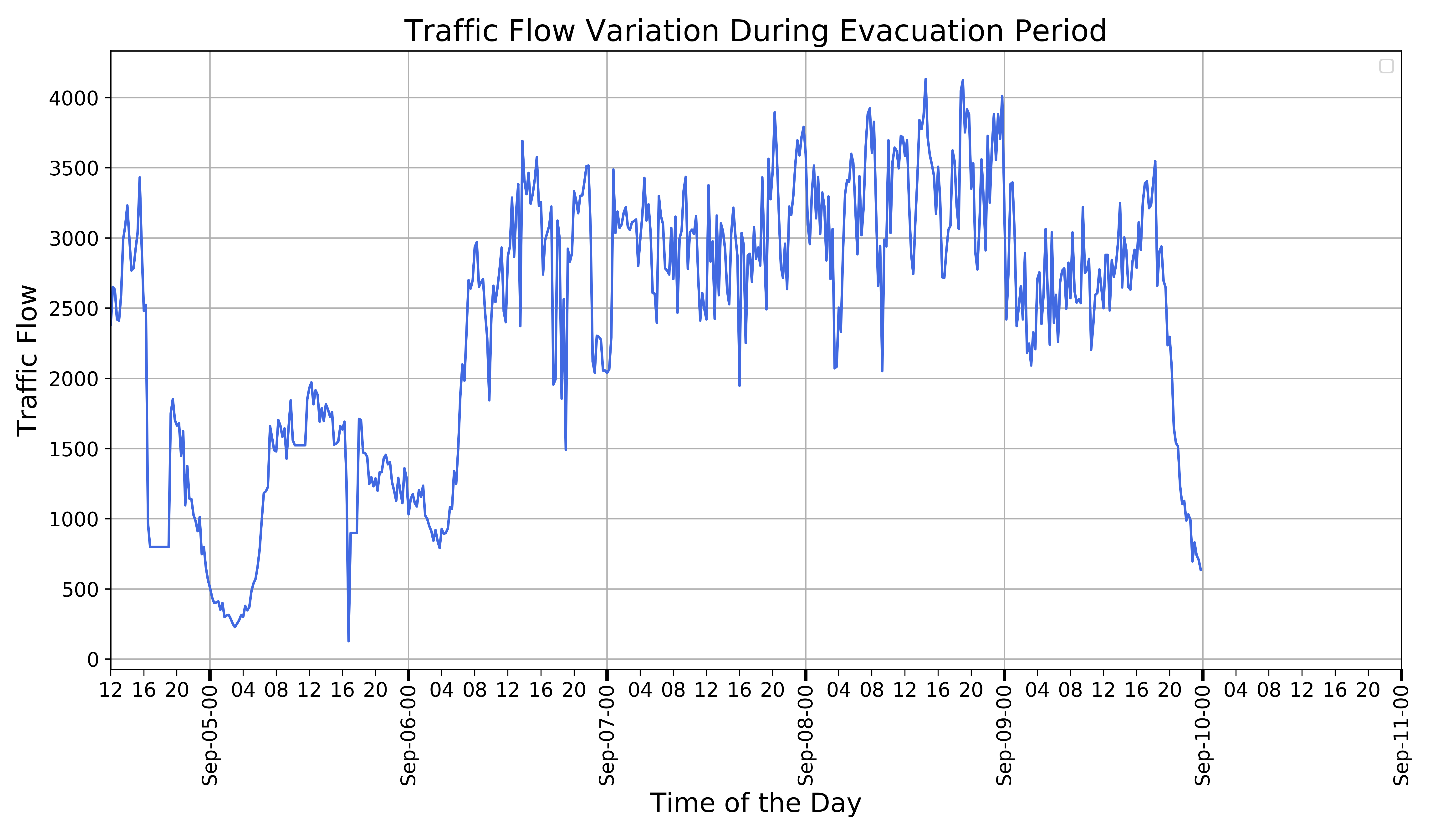 Traffic Flow Variation During Evacuation Period
Traffic Flow
4000
3500
3000
2500
2000
1500
1000
500
0
12 16 20 04 08 12 16 20 04 08 12 16 20 04 08 12 16 20 04 08 12 16 20 04 08 12 16 20 04 08 12 16 20
Sep-05-00 Sep-06-00 Sep-07-00 Sep-08-00 Sep-09-00 Sep-10-00 Sep-11-00
Time of the Day